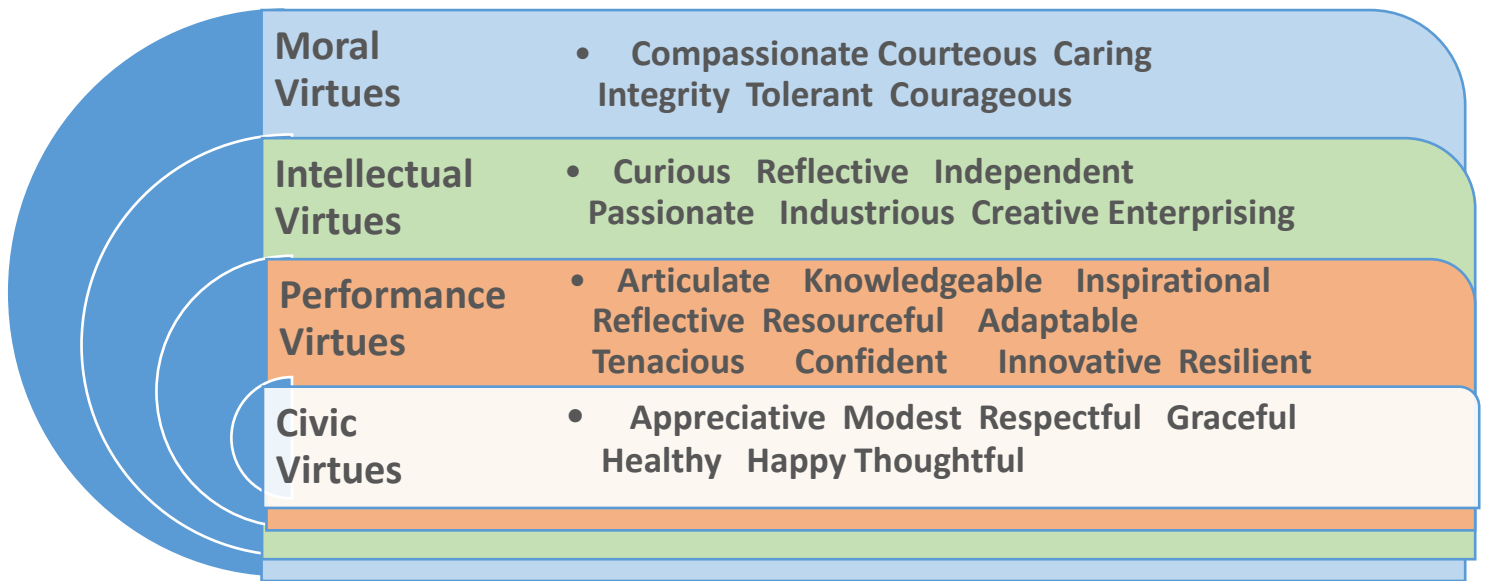 Moral
Virtues
• Compassionate Courteous Caring
Integrity Tolerant Courageous
Intellectual
Virtues
• Curious Reflective Independent
Passionate Industrious Creative Enterprising
Performance
Virtues
• Articulate Knowledgeable Inspirational
Reflective Resourceful Adaptable
Tenacious Confident Innovative Resilient
Civic
Virtues
• Appreciative Modest Respectful Graceful
Healthy Happy Thoughtful